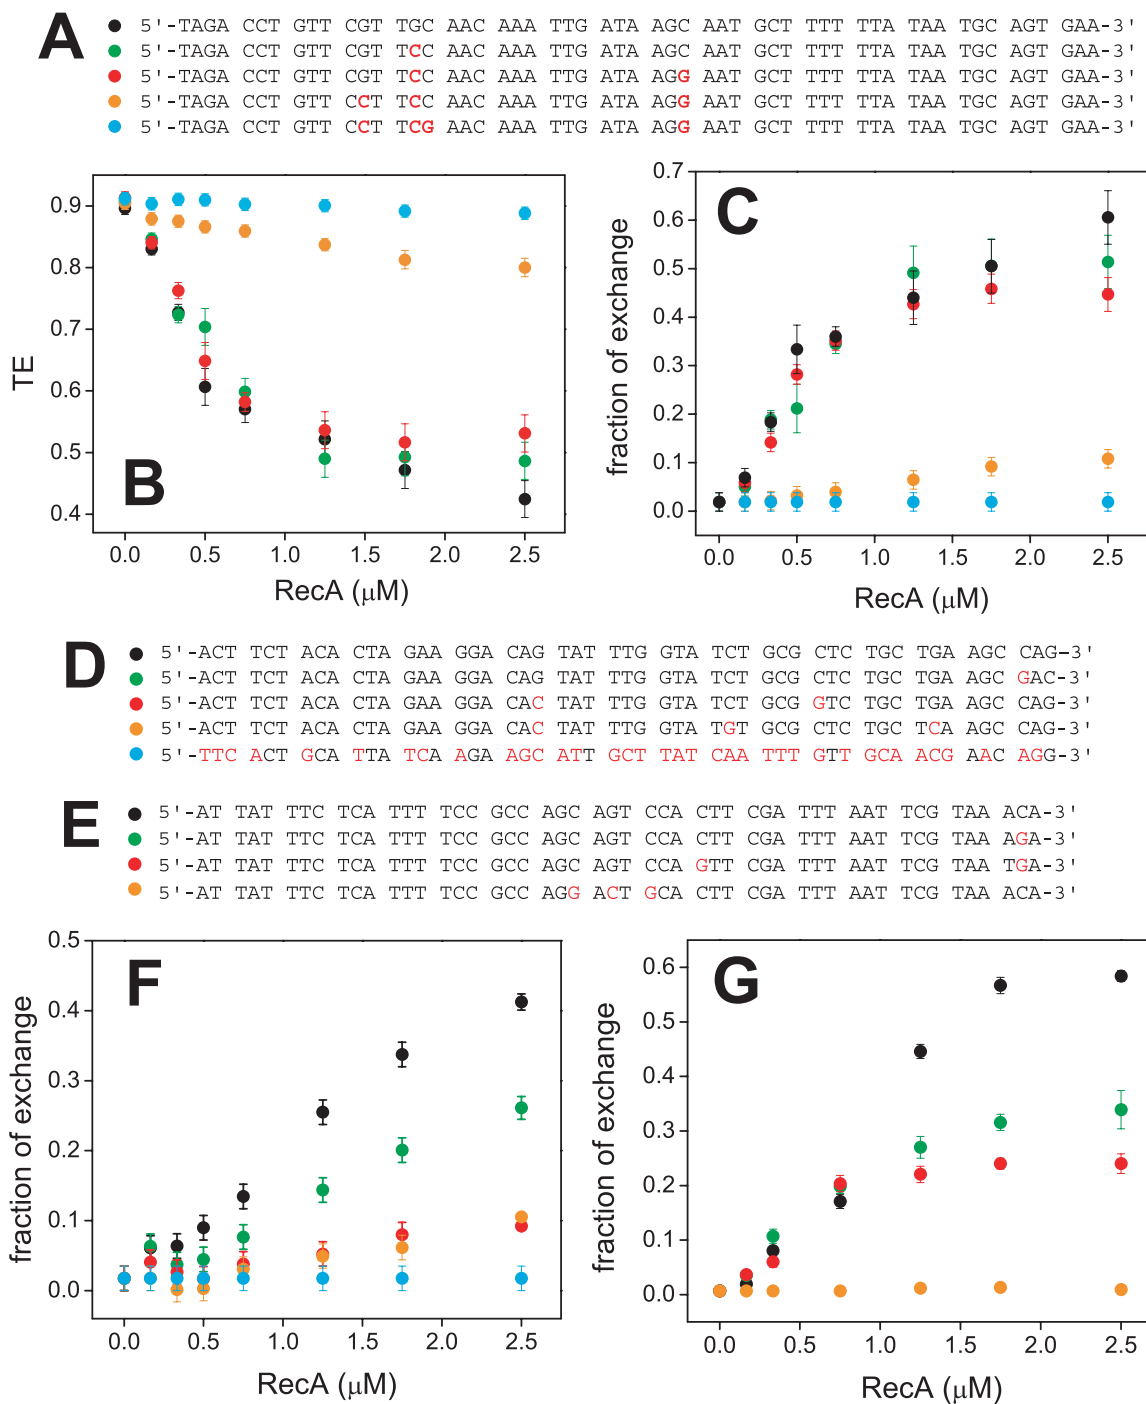 A
5'-TAGA CCT GTT CGT TGC AAC AAA TTG ATA AGC AAT GCT TTT TTA TAA TGC AGT GAA-3'
5'-TAGA CCT GTT CGT TCC AAC AAA TTG ATA AGC AAT GCT TTT TTA TAA TGC AGT GAA-3'
5'-TAGA CCT GTT CGT TCC AAC AAA TTG ATA AGG AAT GCT TTT TTA TAA TGC AGT GAA-3'
5'-TAGA CCT GTT CCT TCC AAC AAA TTG ATA AGG AAT GCT TTT TTA TAA TGC AGT GAA-3'
5'-TAGA CCT GTT CCT TCG AAC AAA TTG ATA AGG AAT GCT TTT TTA TAA TGC AGT GAA-3'
B
TE
0.9
0.8
0.7
0.6
0.5
0.4
0.0 0.5 1.0 1.5 2.0 2.5
RecA (μM)
C
fraction of exchange
0.7
0.6
0.5
0.4
0.3
0.2
0.1
0.0
0.0 0.5 1.0 1.5 2.0 2.5
RecA (μM)
D
5'-ACT TCT ACA CTA GAA GGA CAG TAT TTG GTA TCT GCG CTC TGC TGA AGC CAG-3'
5'-ACT TCT ACA CTA GAA GGA CAG TAT TTG GTA TCT GCG CTC TGC TGA AGC GAC-3'
5'-ACT TCT ACA CTA GAA GGA CAC TAT TTG GTA TCT GCG GTC TGC TGA AGC CAG-3'
5'-ACT TCT ACA CTA GAA GGA CAC TAT TTG GTA TGT GCG CTC TGC TCA AGC CAG-3'
5'-TTC ACT GCA TTA TCA AGA AGC ATT GCT TAT CAA TTT GTT GCA ACG AAC AGG-3'
E
5'-AT TAT TTC TCA TTT TCC GCC AGC AGT CCA CTT CGA TTT AAT TCG TAA ACA-3'
5'-AT TAT TTC TCA TTT TCC GCC AGC AGT CCA CTT CGA TTT AAT TCG TAA AGA-3'
5'-AT TAT TTC TCA TTT TCC GCC AGC AGT CCA GTT CGA TTT AAT TCG TAA TGA-3'
5'-AT TAT TTC TCA TTT TCC GCC AGG ACT GCA CTT CGA TTT AAT TCG TAA ACA-3'
F
fraction of exchange
0.5
0.4
0.3
0.2
0.1
0.0
0.0 0.5 1.0 1.5 2.0 2.5
RecA (μM)
G
fraction of exchange
0.6
0.5
0.4
0.3
0.2
0.1
0.0
0.0 0.5 1.0 1.5 2.0 2.5
RecA (μM)